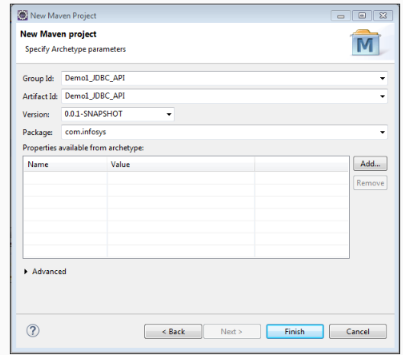 New Maven Project
New Maven project
Specify Archetype parameters
M
Group Id: Demo1_JDBC_API
Artifact Id: Demo1_JDBC_API
Version: 0.0.1-SNAPSHOT
Package: com.infosys
Properties available from archetype:
Name Value
Add...
Remove
Advanced
? < Back Next > Finish Cancel